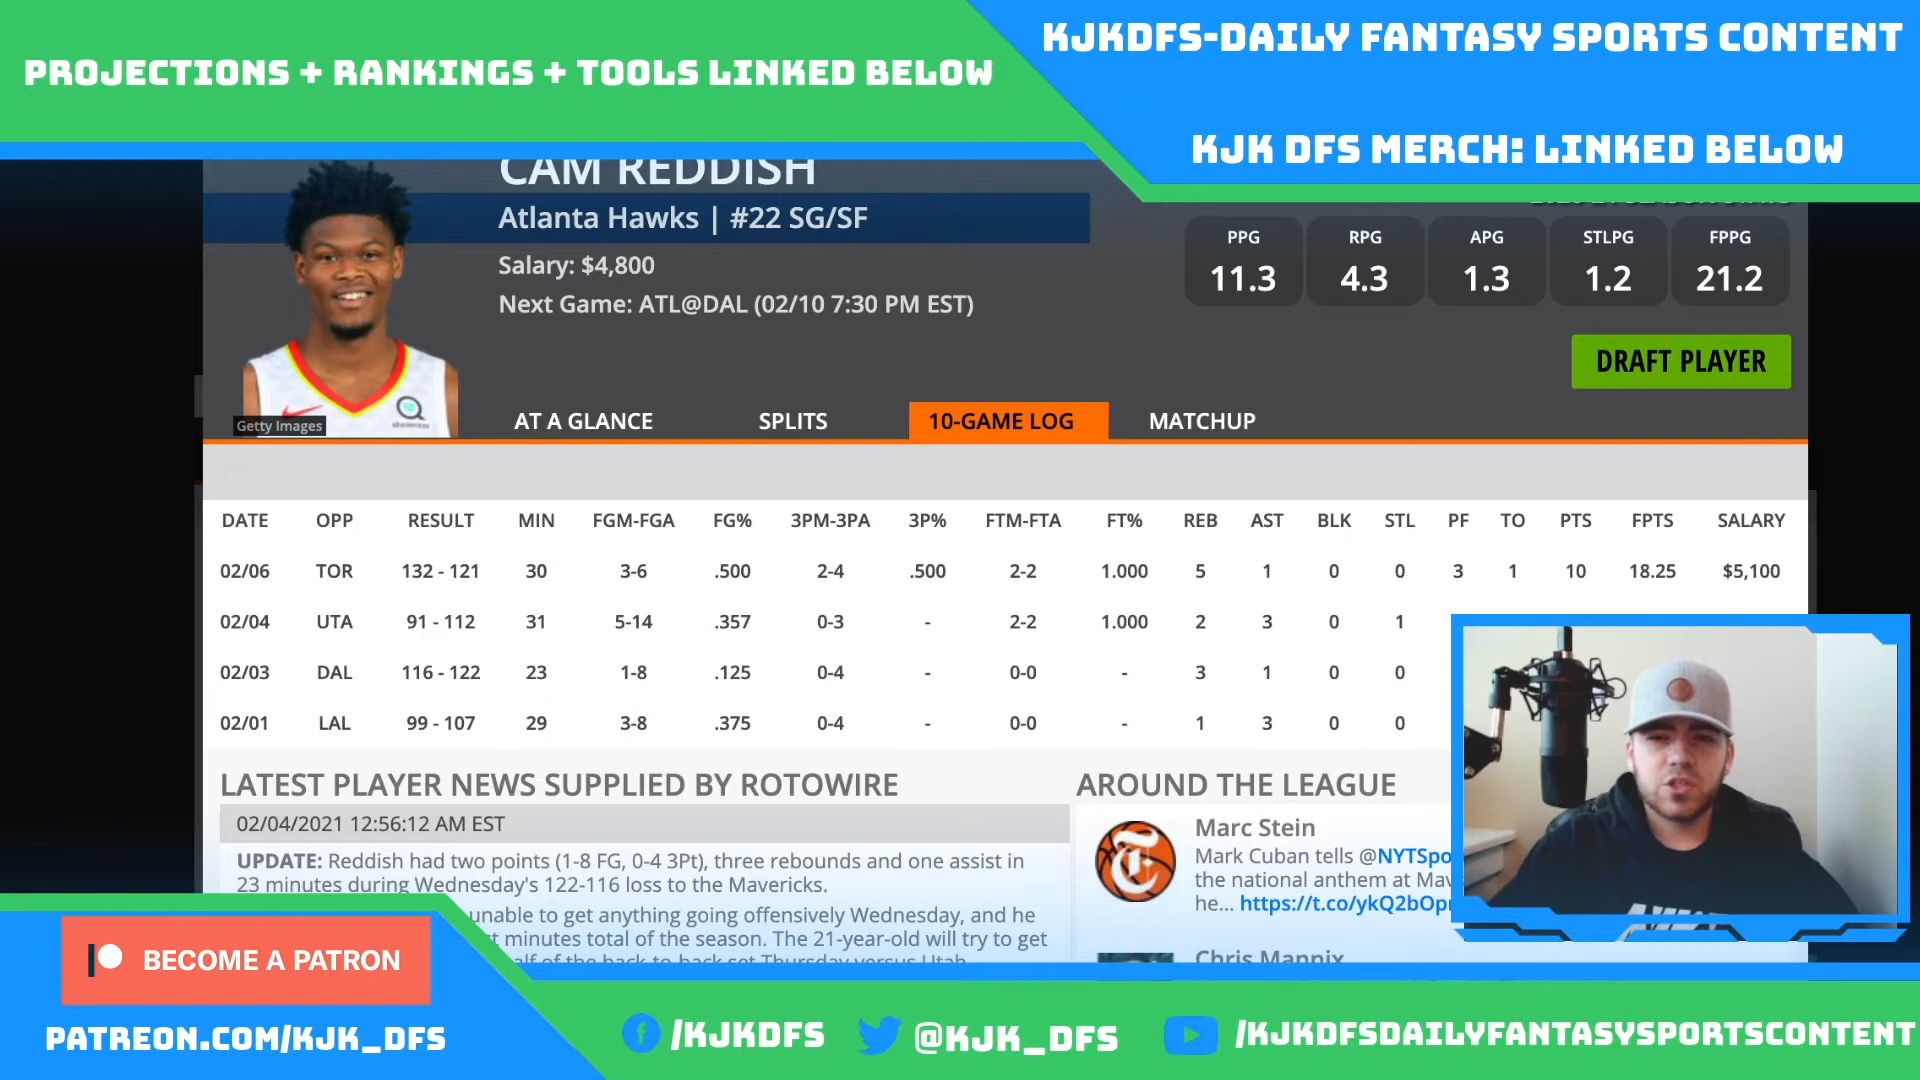 PROJECTIONS + RANKINGS + TOOLS LINKED BELOW
KJKDFS-DAILY FANTASY SPORTS CONTENT
KJK DFS MERCH: LINKED BELOW
CAM REDDISH
Atlanta Hawks | #22 SG/SF
Salary: $4,800
Next Game: ATL@DAL (02/10 7:30 PM EST)
PPG RPG APG STLPG FPPG
11.3 4.3 1.3 1.2 21.2
DRAFT PLAYER
Getty Images
AT A GLANCE SPLITS 10-GAME LOG MATCHUP
DATE OPP RESULT MIN FGM-FGA FG% 3PM-3PA 3P% FTM-FTA FT% REB AST BLK STL PF TO PTS FPTS SALARY
02/06 TOR 132 - 121 30 3-6 .500 2-4 .500 2-2 1.000 5 1 0 0 3 1 10 18.25 $5,100
02/04 UTA 91 - 112 31 5-14 .357 0-3 - 2-2 1.000 2 3 0 1
02/03 DAL 116 - 122 23 1-8 .125 0-4 - 0-0 - 3 1 0 0
02/01 LAL 99 - 107 29 3-8 .375 0-4 - 0-0 - 1 3 0 0
LATEST PLAYER NEWS SUPPLIED BY ROTOWIRE
02/04/2021 12:56:12 AM EST
UPDATE: Reddish had two points (1-8 FG, 0-4 3Pt), three rebounds and one assist in
23 minutes during Wednesday's 122-116 loss to the Mavericks.
unable to get anything going offensively Wednesday, and he
minutes total of the season. The 21-year-old will try to get
half of the back-to-back set Thursday versus Utah.
AROUND THE LEAGUE
Marc Stein
Mark Cuban tells @NYTSpo
the national anthem at Mav
he... https://t.co/ykQ2bOp
Chris Mannix
BECOME A PATRON
PATREON.COM/KJK_DFS
/KJKDFS
@KJK_DFS
/KJKDFSDAILYFANTASYSPORTSCONTENT